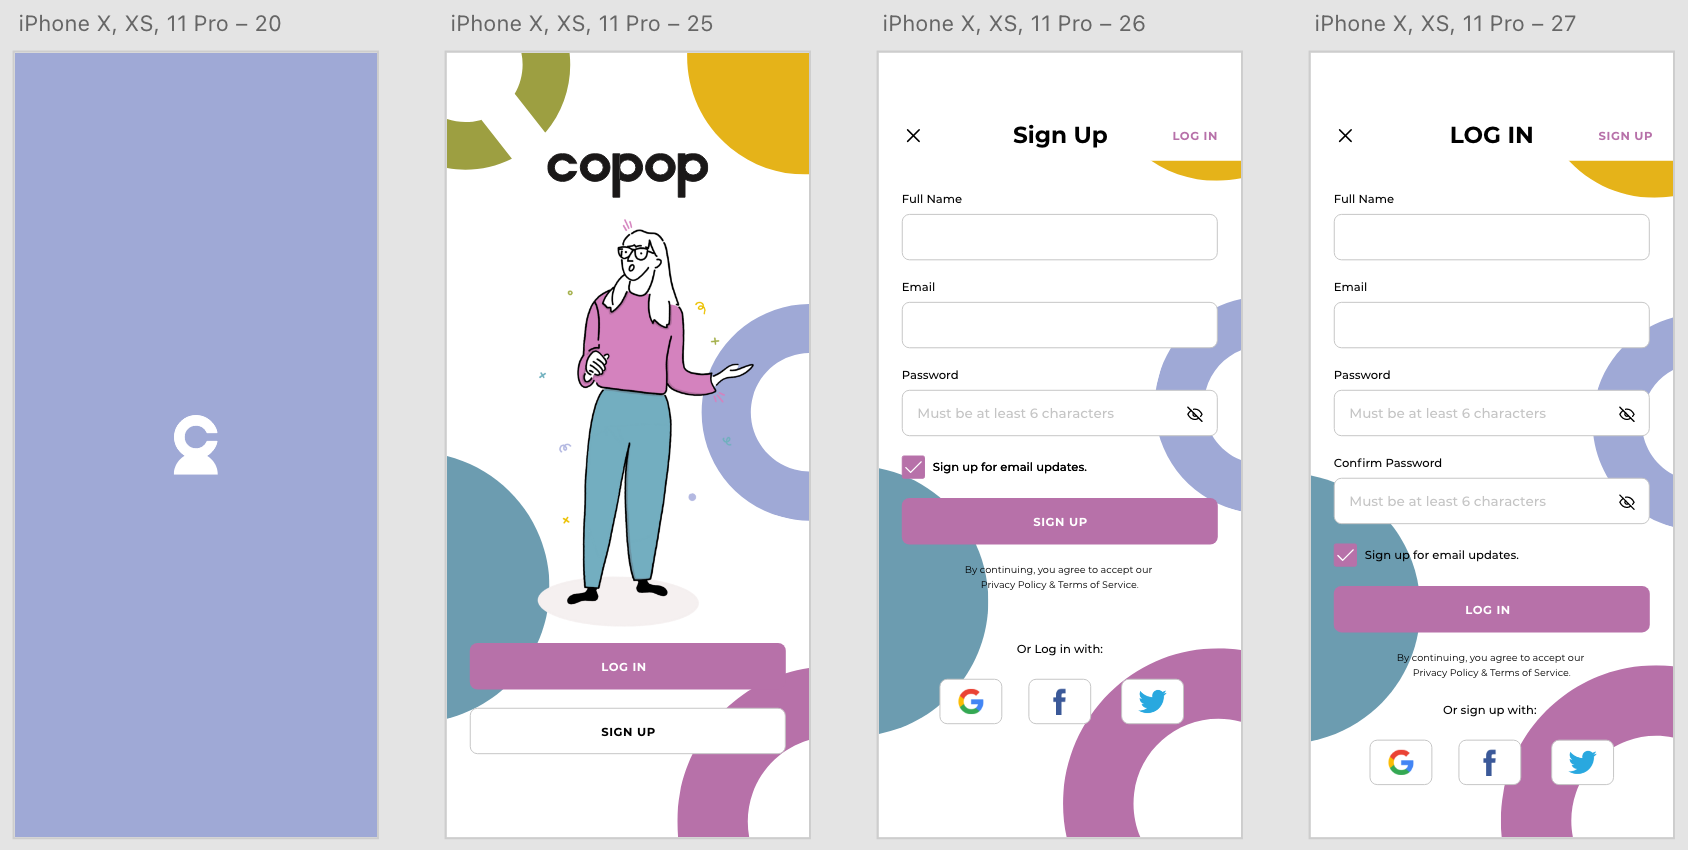 iPhone X, XS, 11 Pro – 20
iPhone X, XS, 11 Pro – 25
copop
LOG IN
SIGN UP
iPhone X, XS, 11 Pro – 26
Sign Up
LOG IN
Full Name
Email
Password
Must be at least 6 characters
Sign up for email updates.
SIGN UP
By continuing, you agree to accept our
Privacy Policy & Terms of Service.
Or Log in with:
iPhone X, XS, 11 Pro – 27
LOG IN
SIGN UP
Full Name
Email
Password
Must be at least 6 characters
Confirm Password
Must be at least 6 characters
Sign up for email updates.
LOG IN
By continuing, you agree to accept our
Privacy Policy & Terms of Service.
Or sign up with: